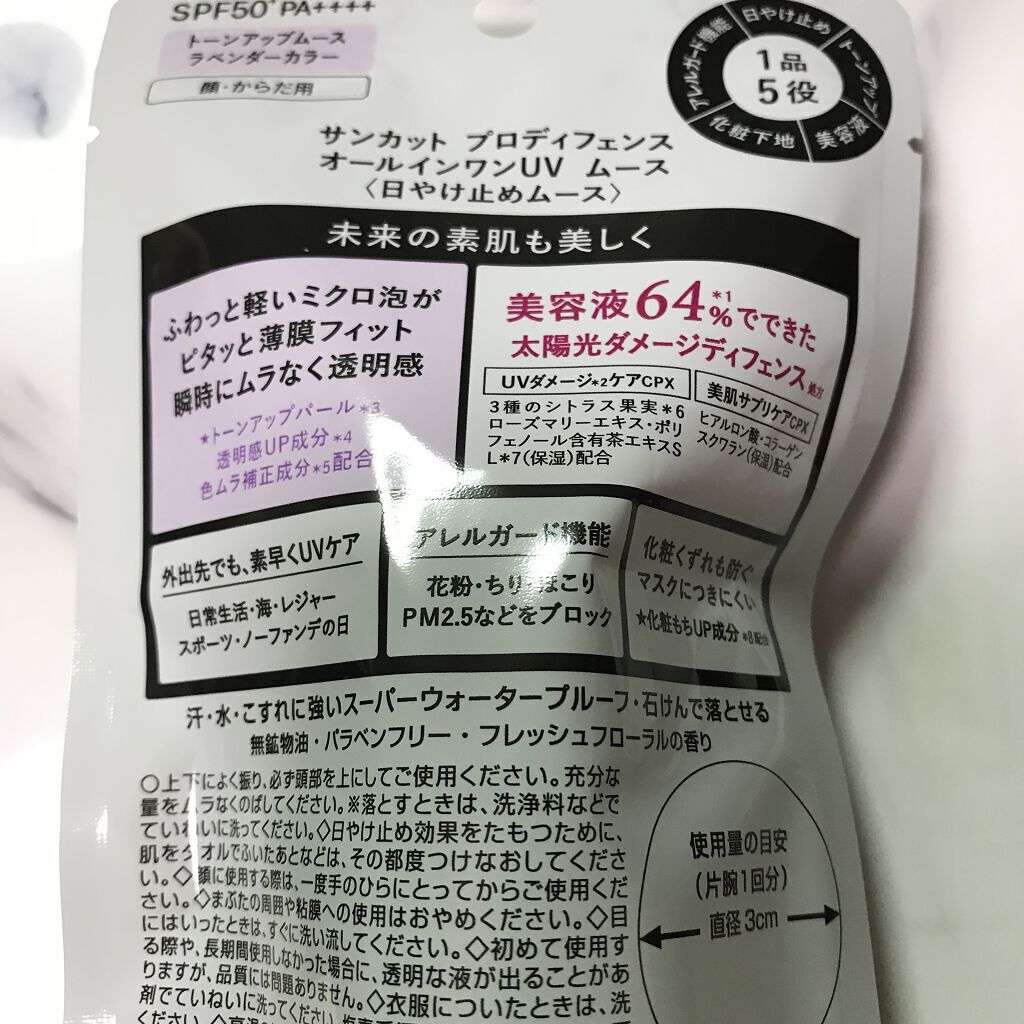 SPF50+ PA++++
トーンアップムース
ラベンダーカラー
顔・からだ用
アレルガード機能
日やけ止め
トーンアップ
美容液
化粧下地
1品
5役
サンカット プロディフェンス
オールインワンUV ムース
〈日やけ止めムース〉
未来の素肌も美しく
ふわっと軽いミクロ泡が
ピタッと薄膜フィット
瞬時にムラなく透明感
★トーンアップパール*3
透明感UP成分*4
色ムラ補正成分*5配合
美容液64%*1でできた
太陽光ダメージディフェンス処方
UVダメージ*2ケアCPX
3種のシトラス果実*6
ローズマリーエキス・ポリ
フェノール含有茶エキスS
L*7(保湿)配合
美肌サプリケアCPX
ヒアルロン酸・コラーゲン
スクワラン(保湿)配合
外出先でも、素早くUVケア
日常生活・海・レジャー
スポーツ・ノーファンデの日
アレルガード機能
花粉・ちり・ほこり
PM2.5などをブロック
化粧くずれも防ぐ
マスクにつきにくい
★化粧もちUP成分*8配合
汗・水・こすれに強いスーパーウォータープルーフ・石けんで落とせる
無鉱物油・パラベンフリー・フレッシュフローラルの香り
○上下によく振り、必ず頭部を上にしてご使用ください。充分な
量をムラなくのばしてください。※落とすときは、洗浄料などで
ていねいに洗ってください。◇日やけ止め効果をたもつために、
肌をタオルでふいたあとなどは、その都度つけなおしてくださ
い。◇顔に使用する際は、一度手のひらにとってからご使用くだ
さい。◇まぶたの周囲や粘膜への使用はおやめください。◇目
にはいったときは、すぐに洗い流してください。◇初めて使用す
る際や、長期間使用しなかった場合に、透明な液が出ることがあ
りますが、品質には問題ありません。◇衣服についたときは、洗
剤でていねいに洗ってください。
ください。
使用量の目安
(片腕1回分)
直径3cm